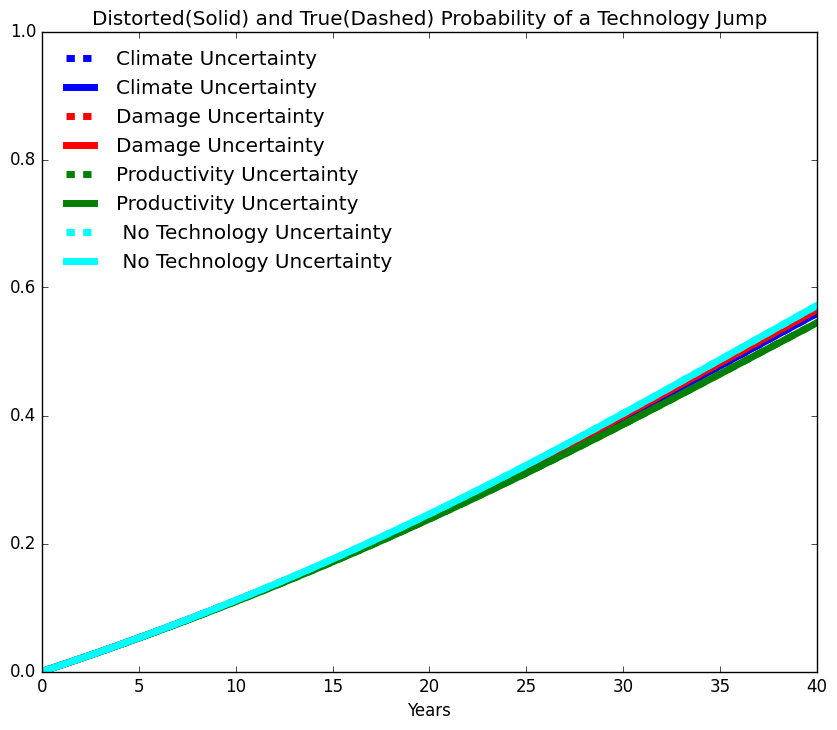 Distorted(Solid) and True(Dashed) Probability of a Technology Jump
1.0
Climate Uncertainty
Climate Uncertainty
Damage Uncertainty
Damage Uncertainty
Productivity Uncertainty
Productivity Uncertainty
No Technology Uncertainty
No Technology Uncertainty
0.8
0.6
0.4
0.2
0.0
0 5 10 15 20 25 30 35 40
Years